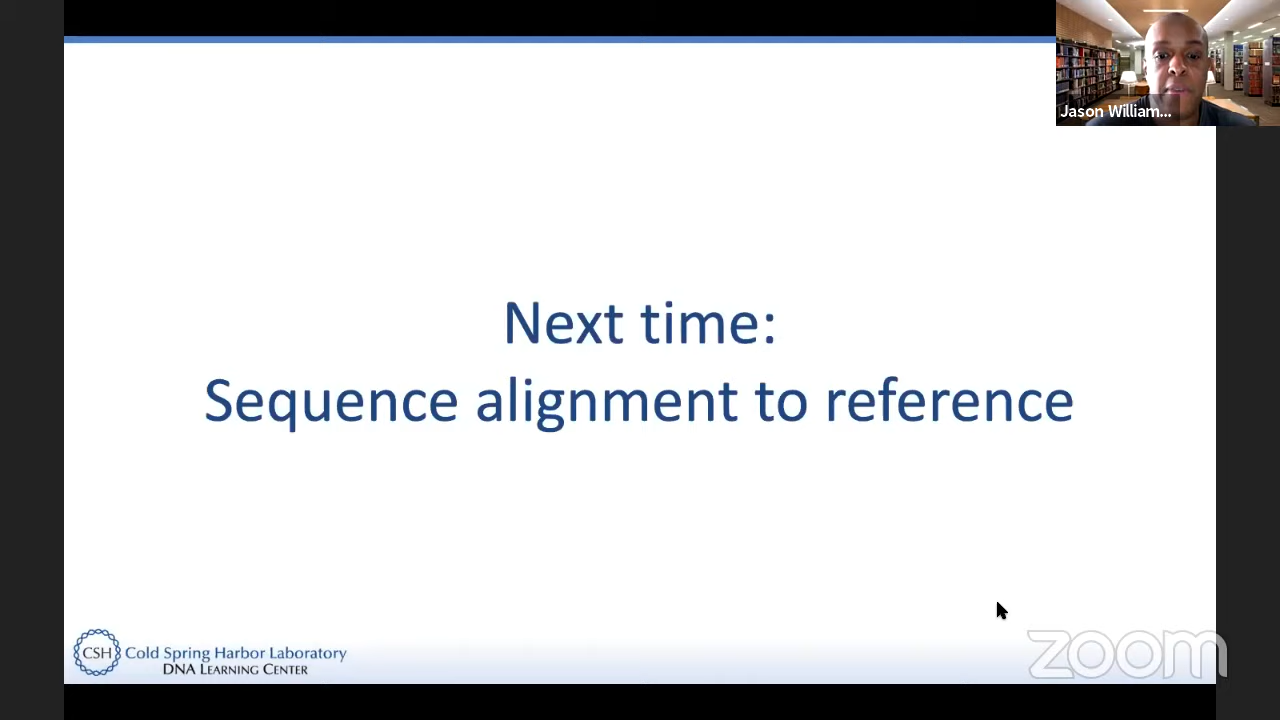 Jason William...
Next time:
Sequence alignment to reference
CSH
Cold Spring Harbor Laboratory
DNA LEARNING CENTER
zoom